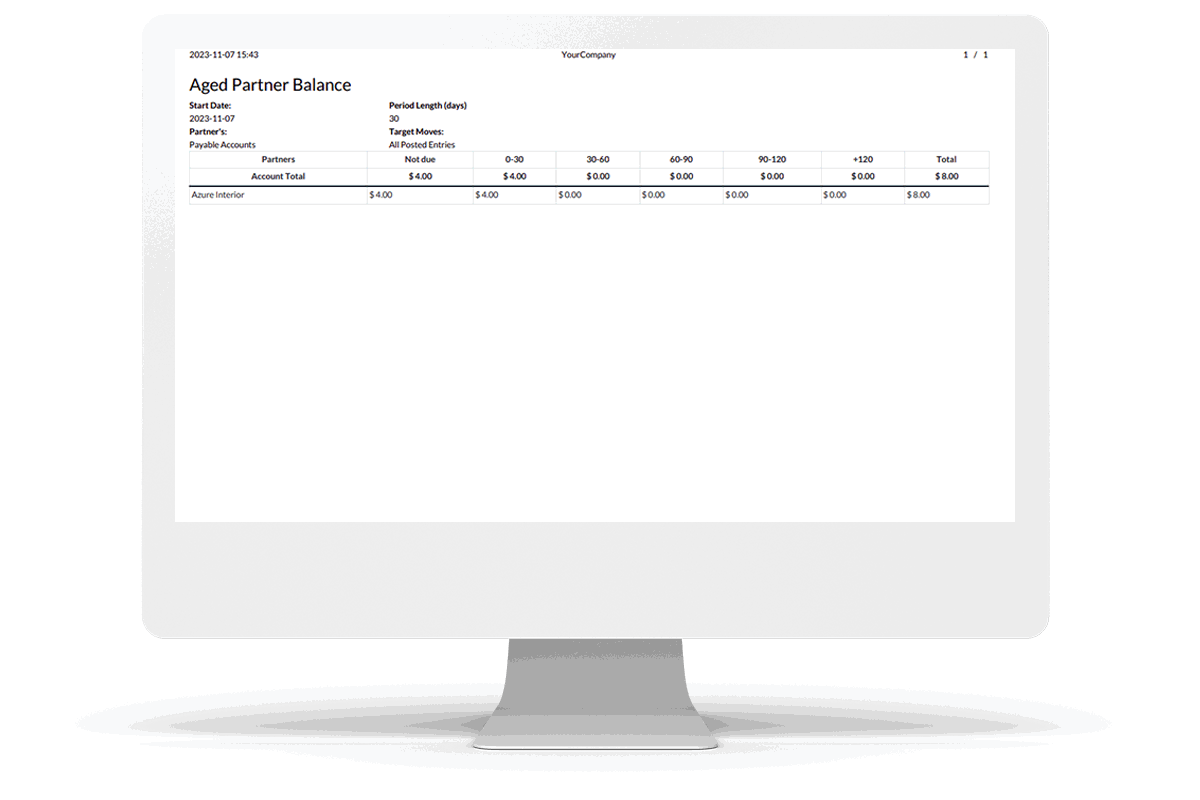 2023-11-07 15:43 YourCompany 1 / 1
Aged Partner Balance
Start Date: Period Length (days)
2023-11-07 30
Partner's: Target Moves:
Payable Accounts All Posted Entries
Partners Not due 0-30 30-60 60-90 90-120 +120 Total
Account Total $ 4.00 $ 4.00 $ 0.00 $ 0.00 $ 0.00 $ 0.00 $ 8.00
Azure Interior $ 4.00 $ 4.00 $ 0.00 $ 0.00 $ 0.00 $ 0.00 $ 8.00